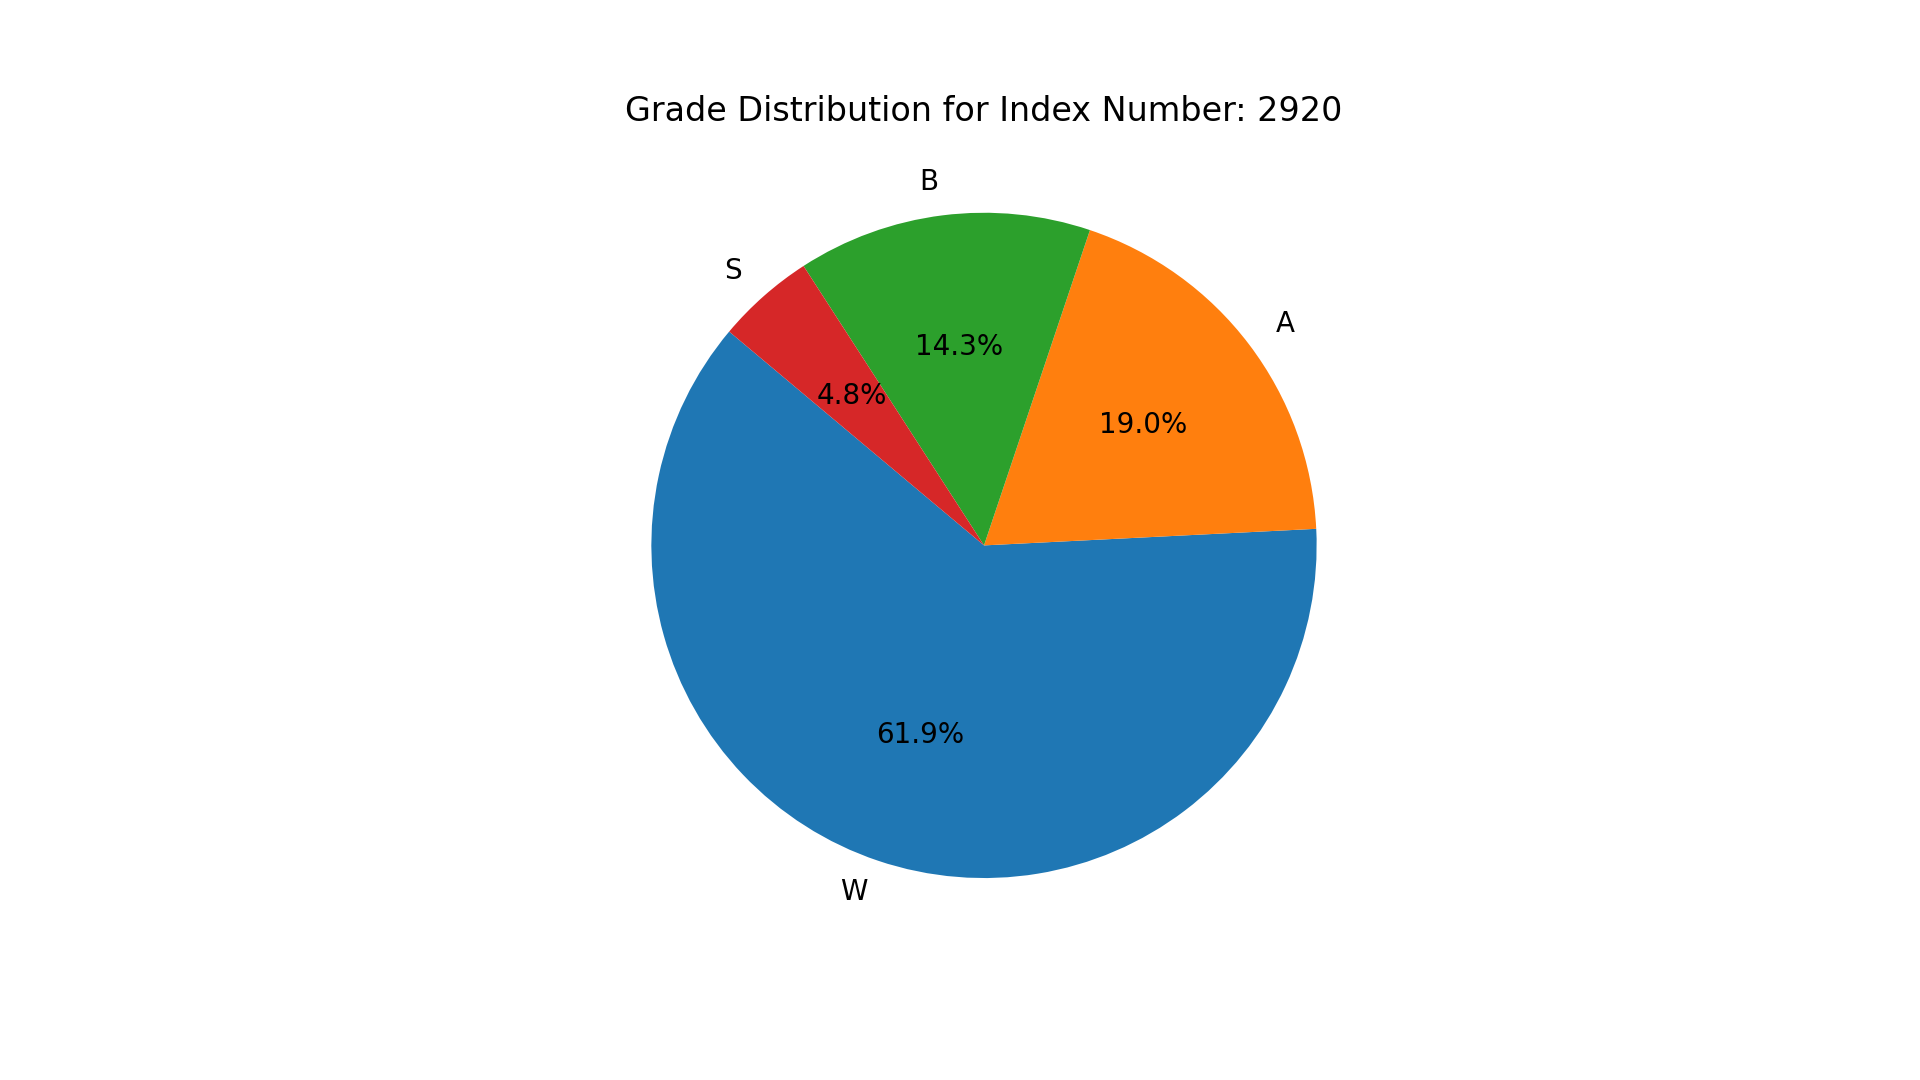 Grade Distribution for Index Number: 2920
B
S
A
14.3%
4.8%
19.0%
61.9%
W